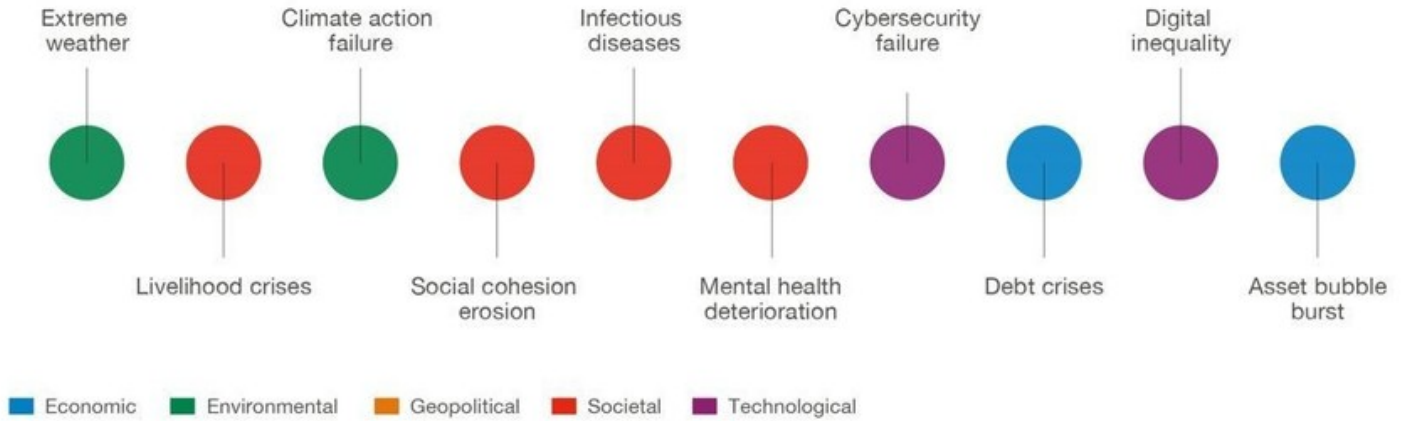 Extreme
weather
Climate action
failure
Infectious
diseases
Cybersecurity
failure
Digital
inequality
Livelihood crises
Social cohesion
erosion
Mental health
deterioration
Debt crises
Asset bubble
burst
Economic
Environmental
Geopolitical
Societal
Technological